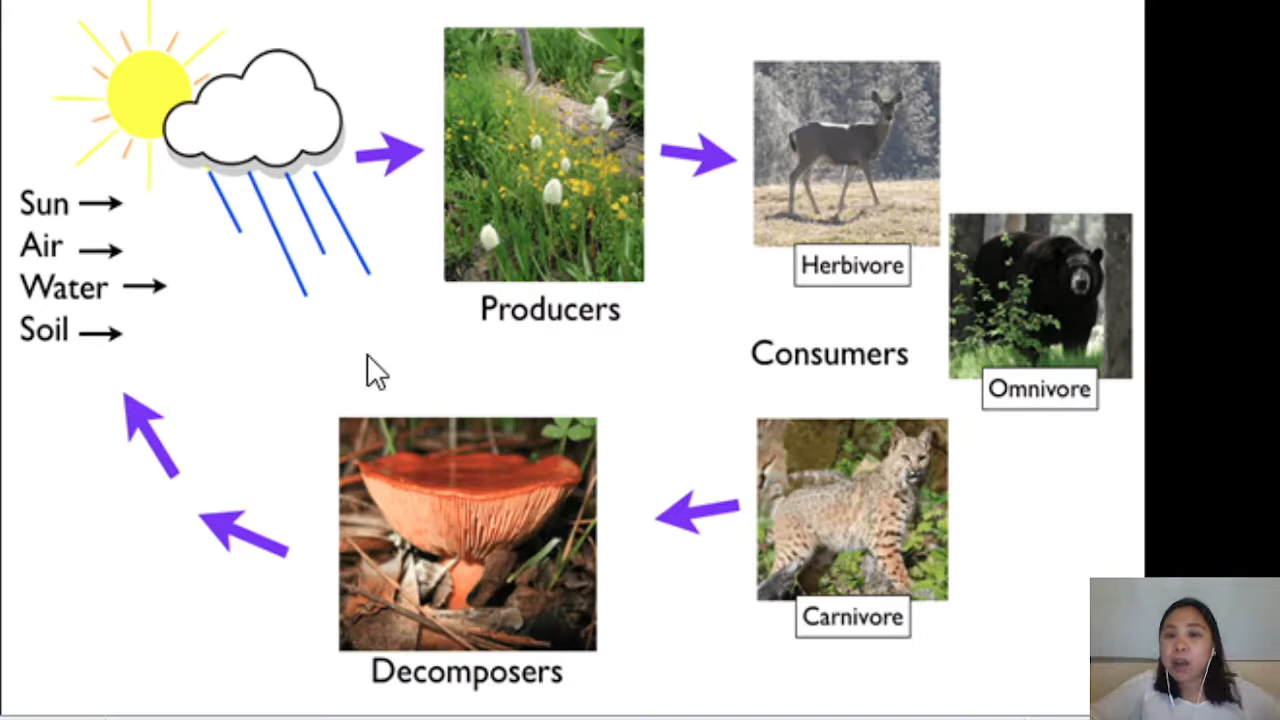 Sun
Air
Water
Soil
Producers
Herbivore
Consumers
Omnivore
Carnivore
Decomposers